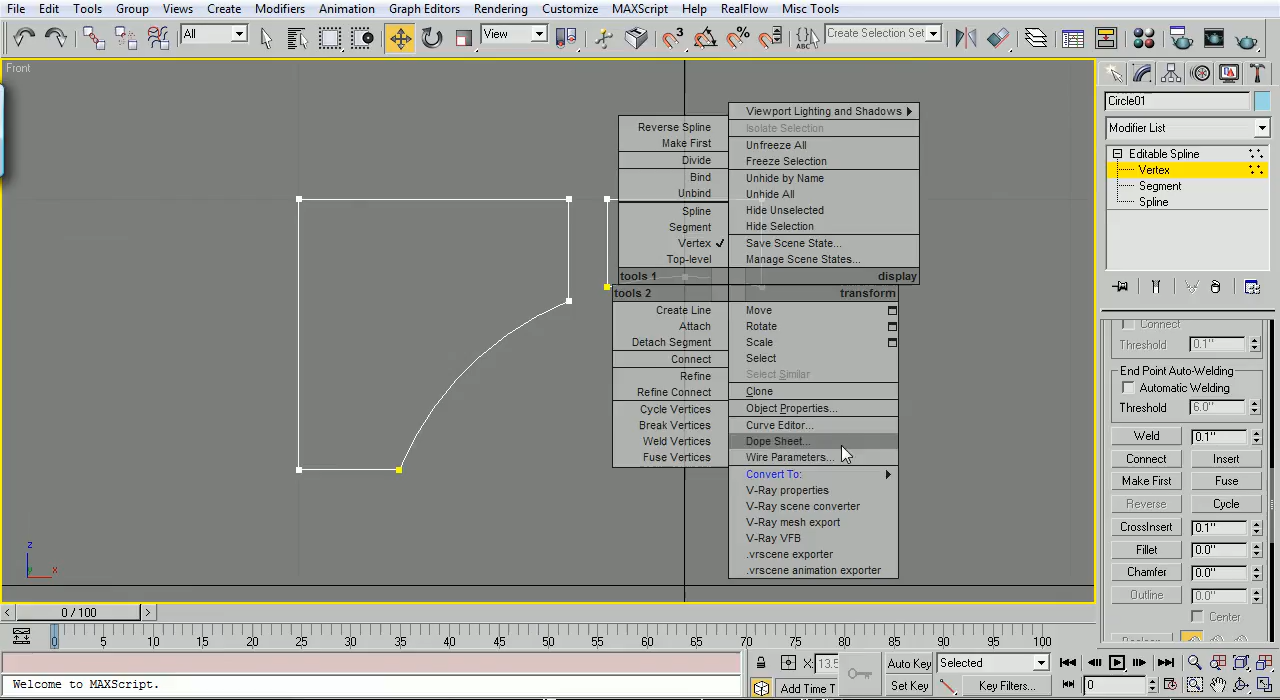 File Edit Tools Group Views Create Modifiers Animation Graph Editors Rendering Customize MAXScript Help RealFlow Misc Tools
All
View
3
Create Selection Set
Front
Circle01
Modifier List
Editable Spline
Vertex
Segment
Spline
Reverse Spline
Make First
Divide
Bind
Unbind
Spline
Segment
Vertex
Top-level
tools 1
Viewport Lighting and Shadows
Isolate Selection
Unfreeze All
Freeze Selection
Unhide by Name
Unhide All
Hide Unselected
Hide Selection
Save Scene State...
Manage Scene States...
display
tools 2
Create Line
Attach
Detach Segment
Connect
Refine
Refine Connect
Cycle Vertices
Break Vertices
Weld Vertices
Fuse Vertices
transform
Move
Rotate
Scale
Select
Select Similar
Clone
Object Properties...
Curve Editor...
Dope Sheet...
Wire Parameters...
Convert To:
V-Ray properties
V-Ray scene converter
V-Ray mesh export
V-Ray VFB
.vrscene exporter
.vrscene animation exporter
Connect
Threshold 0.1"
End Point Auto-Welding
Automatic Welding
Threshold 6.0"
Weld 0.1"
Connect Insert
Make First Fuse
Reverse Cycle
CrossInsert 0.1"
Fillet 0.0"
Chamfer 0.0"
Outline 0.0"
Center
Boolean
z
y x
0 / 100
0 5 10 15 20 25 30 35 40 45 50 55 60 65 70 75 80 85 90 95 100
X: 13.5
Auto Key Selected
Welcome to MAXScript.
Add Time T
Set Key Key Filters... 0